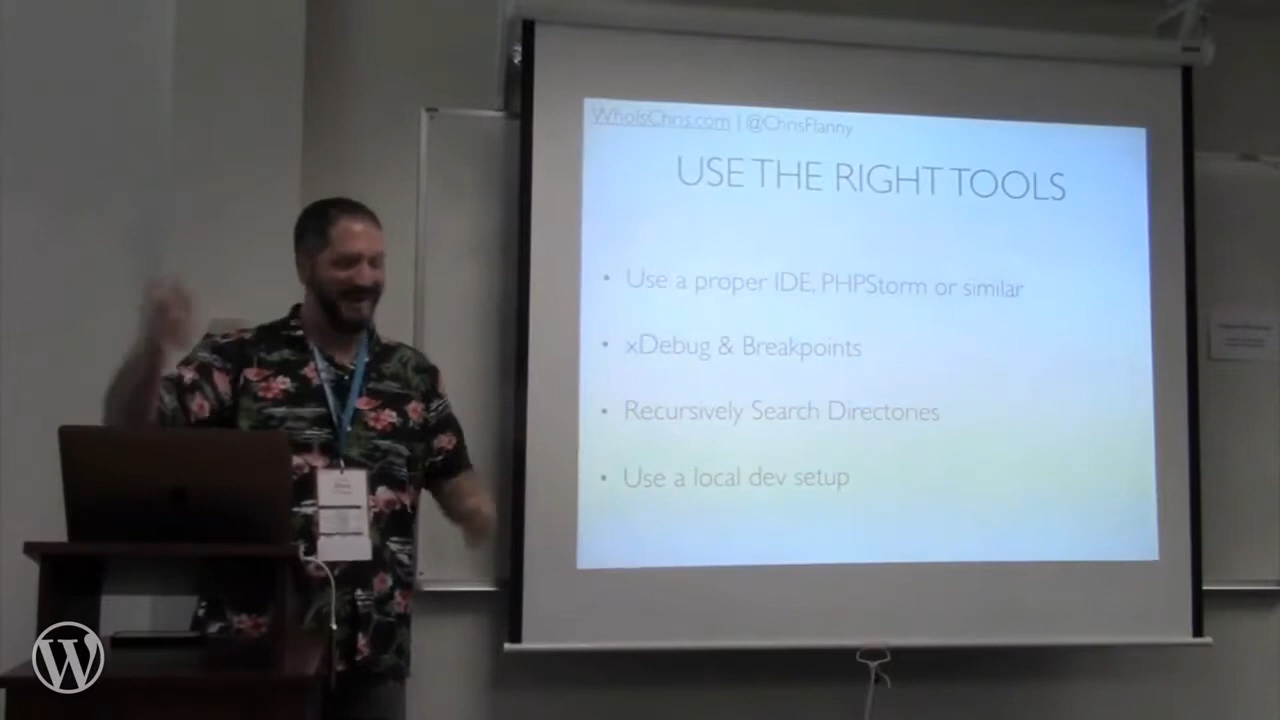 WhoIsChris.com | @ChrisFlanny
USE THE RIGHT TOOLS
• Use a proper IDE, PHPStorm or similar
• xDebug & Breakpoints
• Recursively Search Directories
• Use a local dev setup